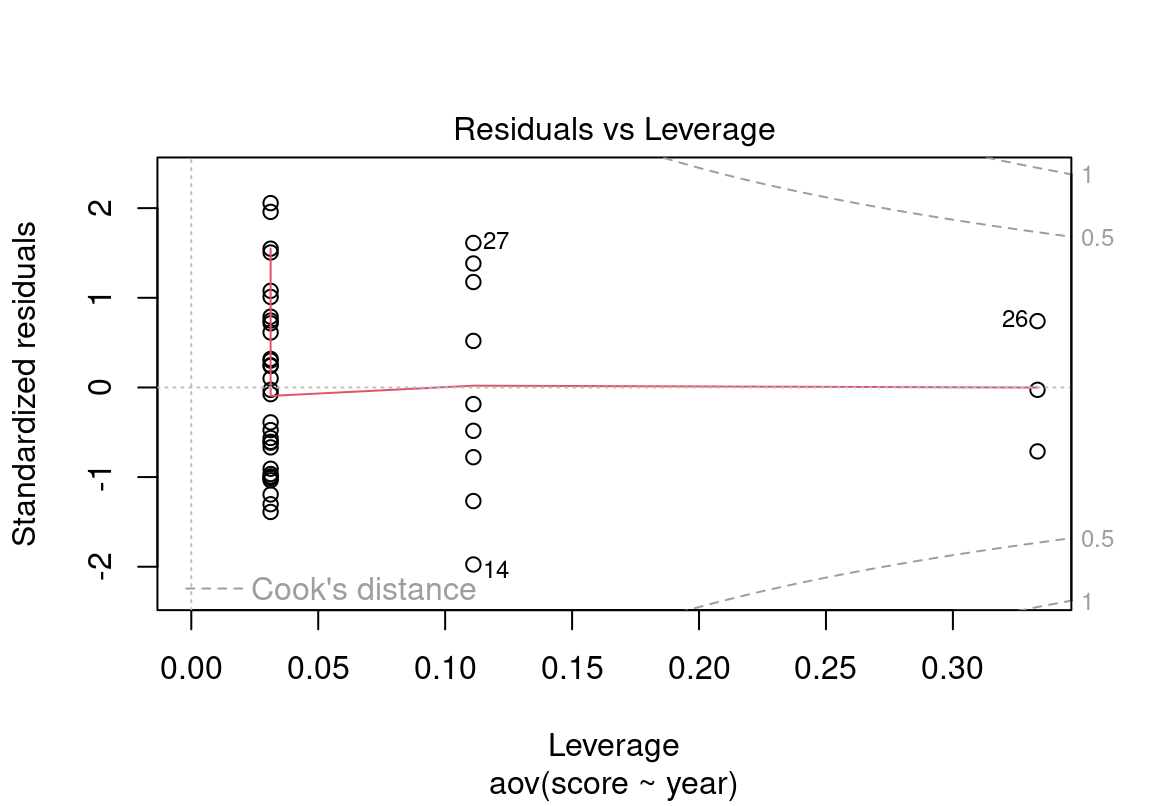 Residuals vs Leverage
Standardized residuals
2
1
0
-1
-2
27
26
14
1
0.5
0.5
1
Cook's distance
0.00 0.05 0.10 0.15 0.20 0.25 0.30
Leverage
aov(score ~ year)